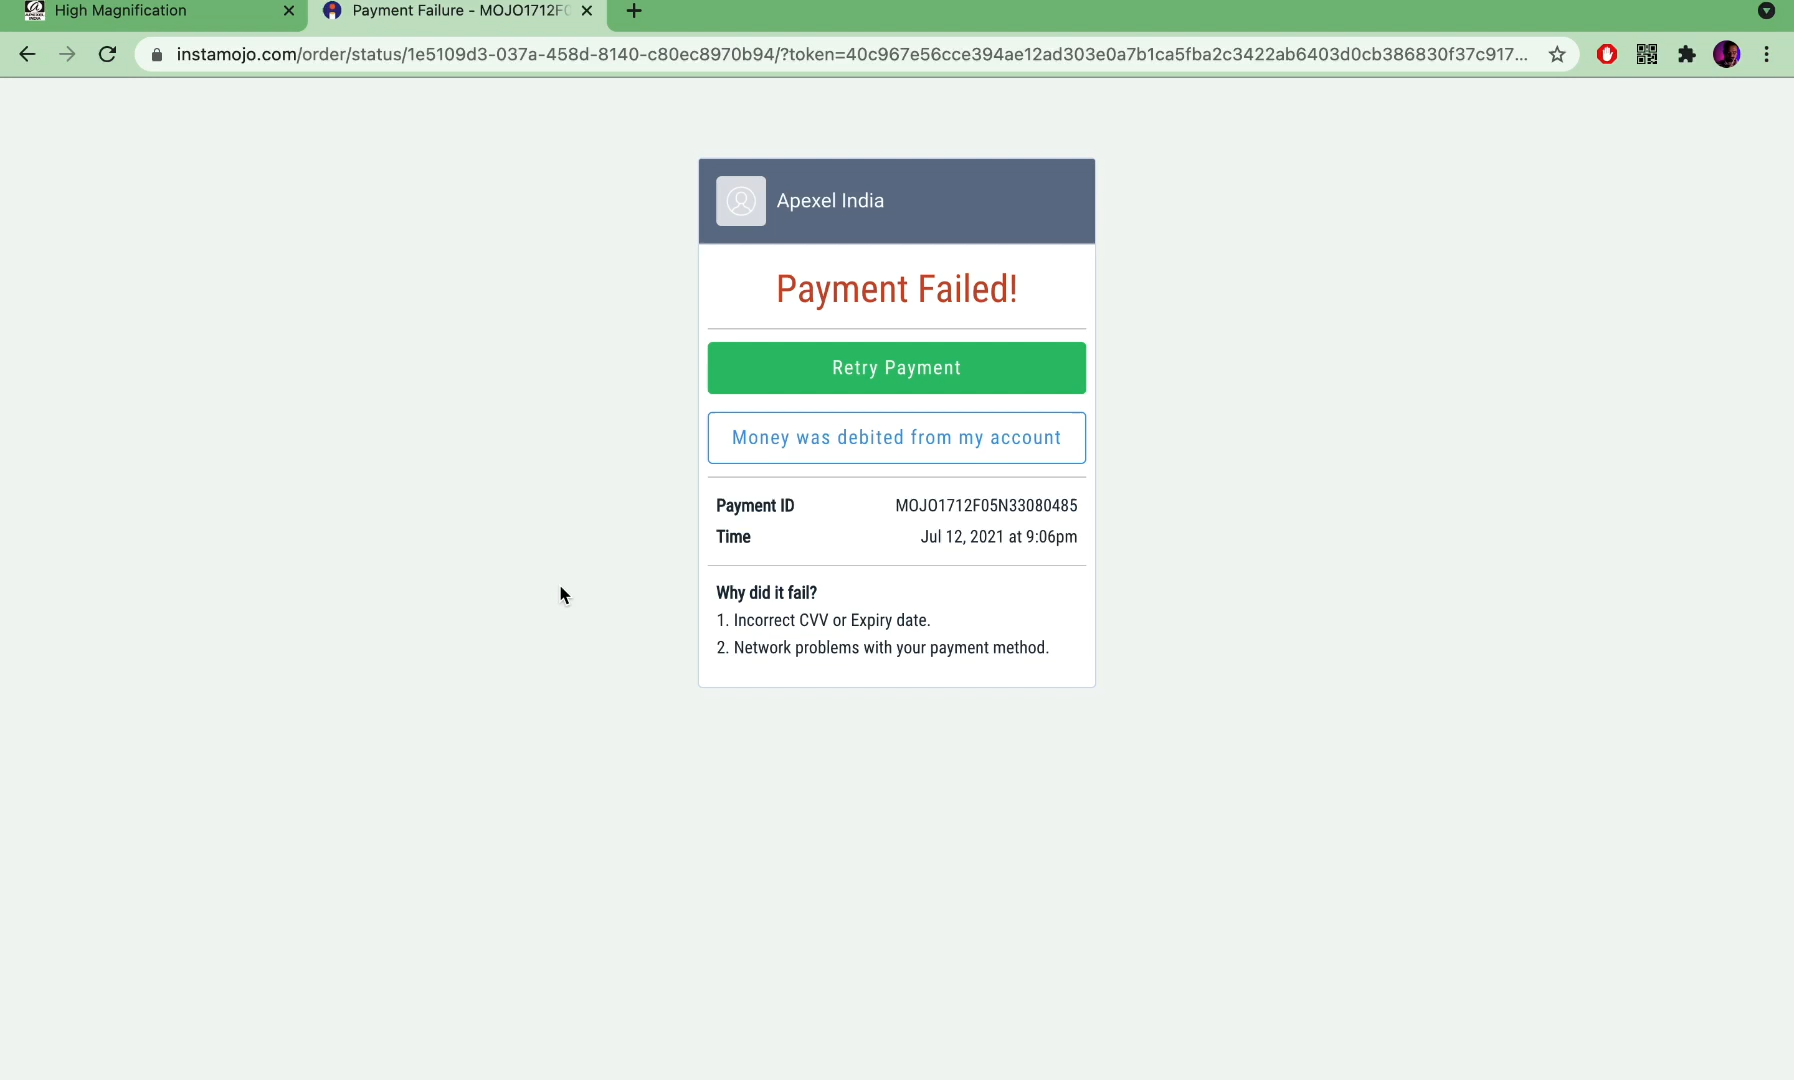 High Magnification
Payment Failure - MOJO1712F0
instamojo.com/order/status/1e5109d3-037a-458d-8140-c80ec8970b94/?token=40c967e56cce394ae12ad303e0a7b1ca5fba2c3422ab6403d0cb386830f37c917...
Apexel India
Payment Failed!
Retry Payment
Money was debited from my account
Payment ID MOJO1712F05N33080485
Time Jul 12, 2021 at 9:06pm
Why did it fail?
1. Incorrect CVV or Expiry date.
2. Network problems with your payment method.